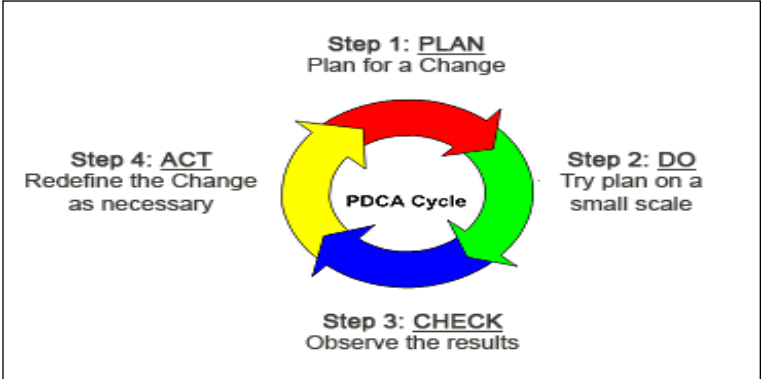 Step 1: PLAN
Plan for a Change
Step 4: ACT
Redefine the Change
as necessary
PDCA Cycle
Step 2: DO
Try plan on a
small scale
Step 3: CHECK
Observe the results